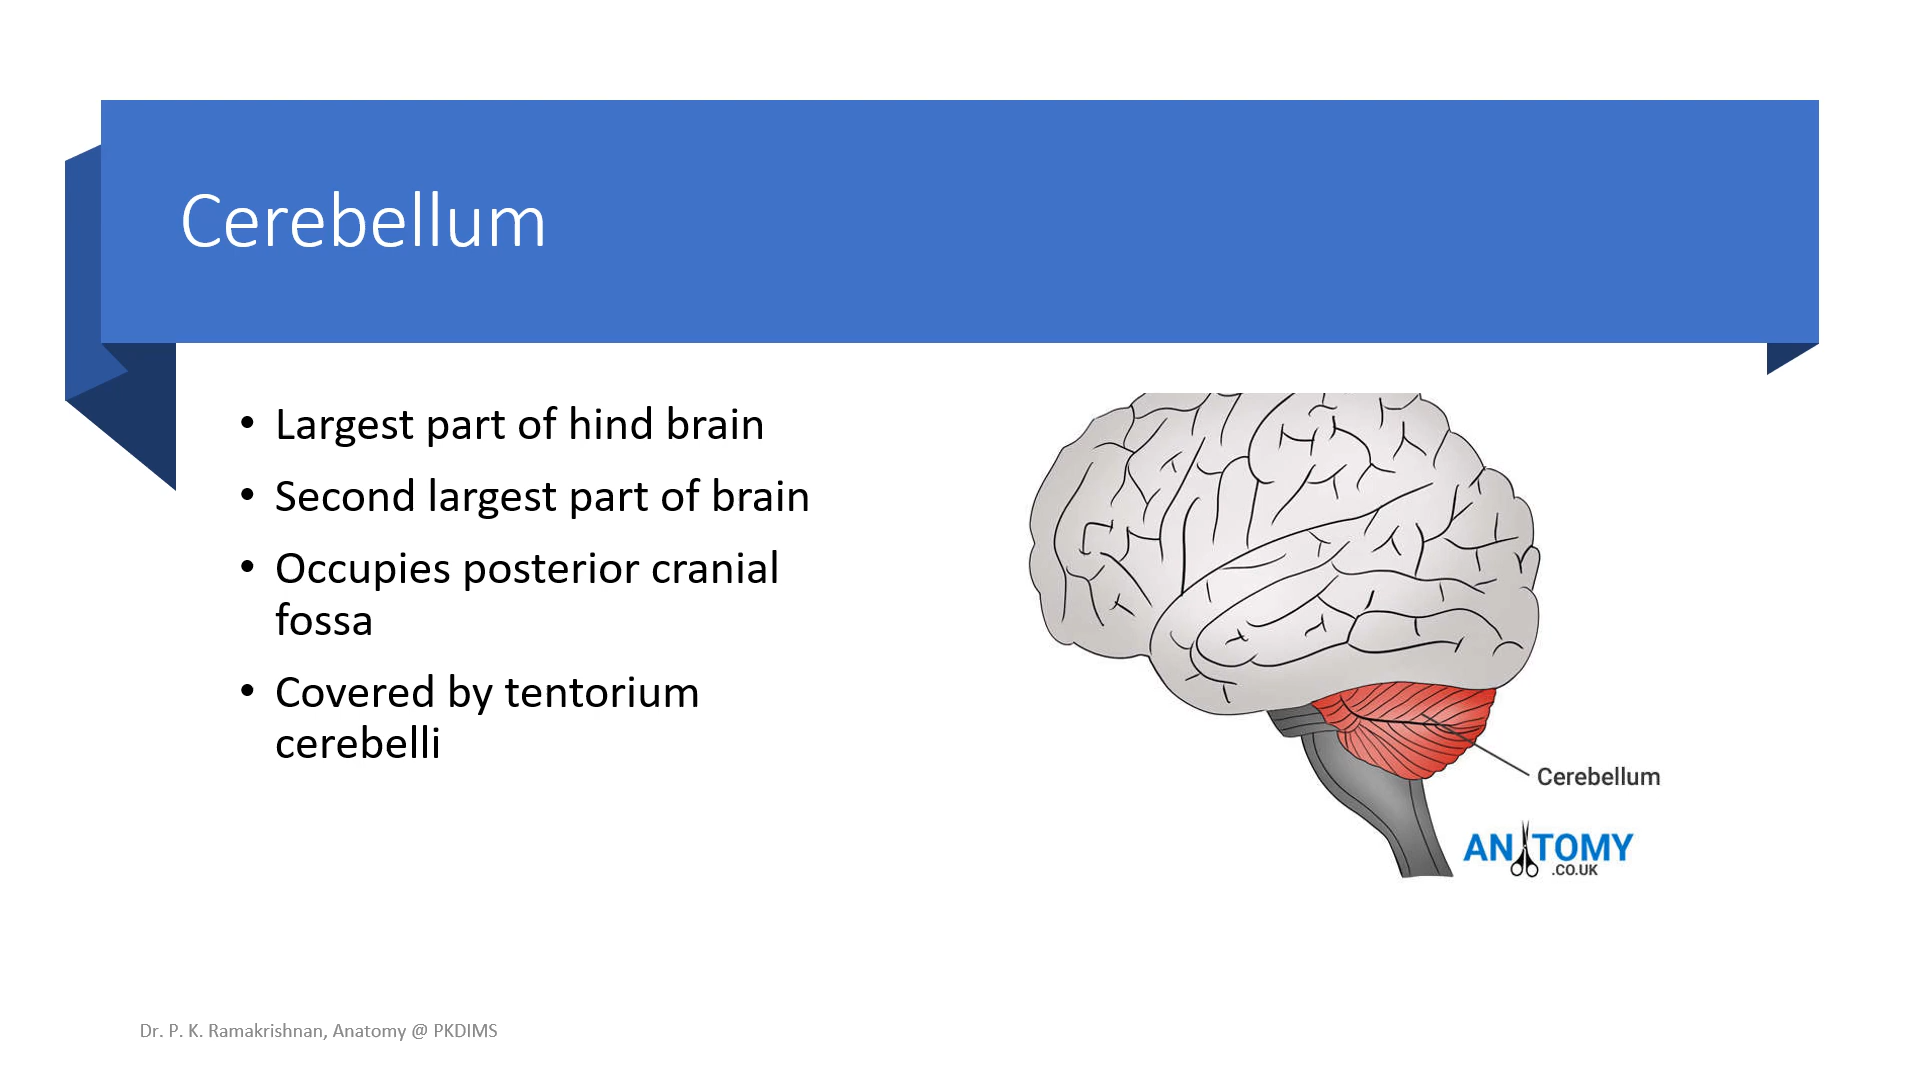 Cerebellum
• Largest part of hind brain
• Second largest part of brain
• Occupies posterior cranial
fossa
• Covered by tentorium
cerebelli
Cerebellum
ANATOMY
.CO.UK
Dr. P. K. Ramakrishnan, Anatomy @ PKDIMS